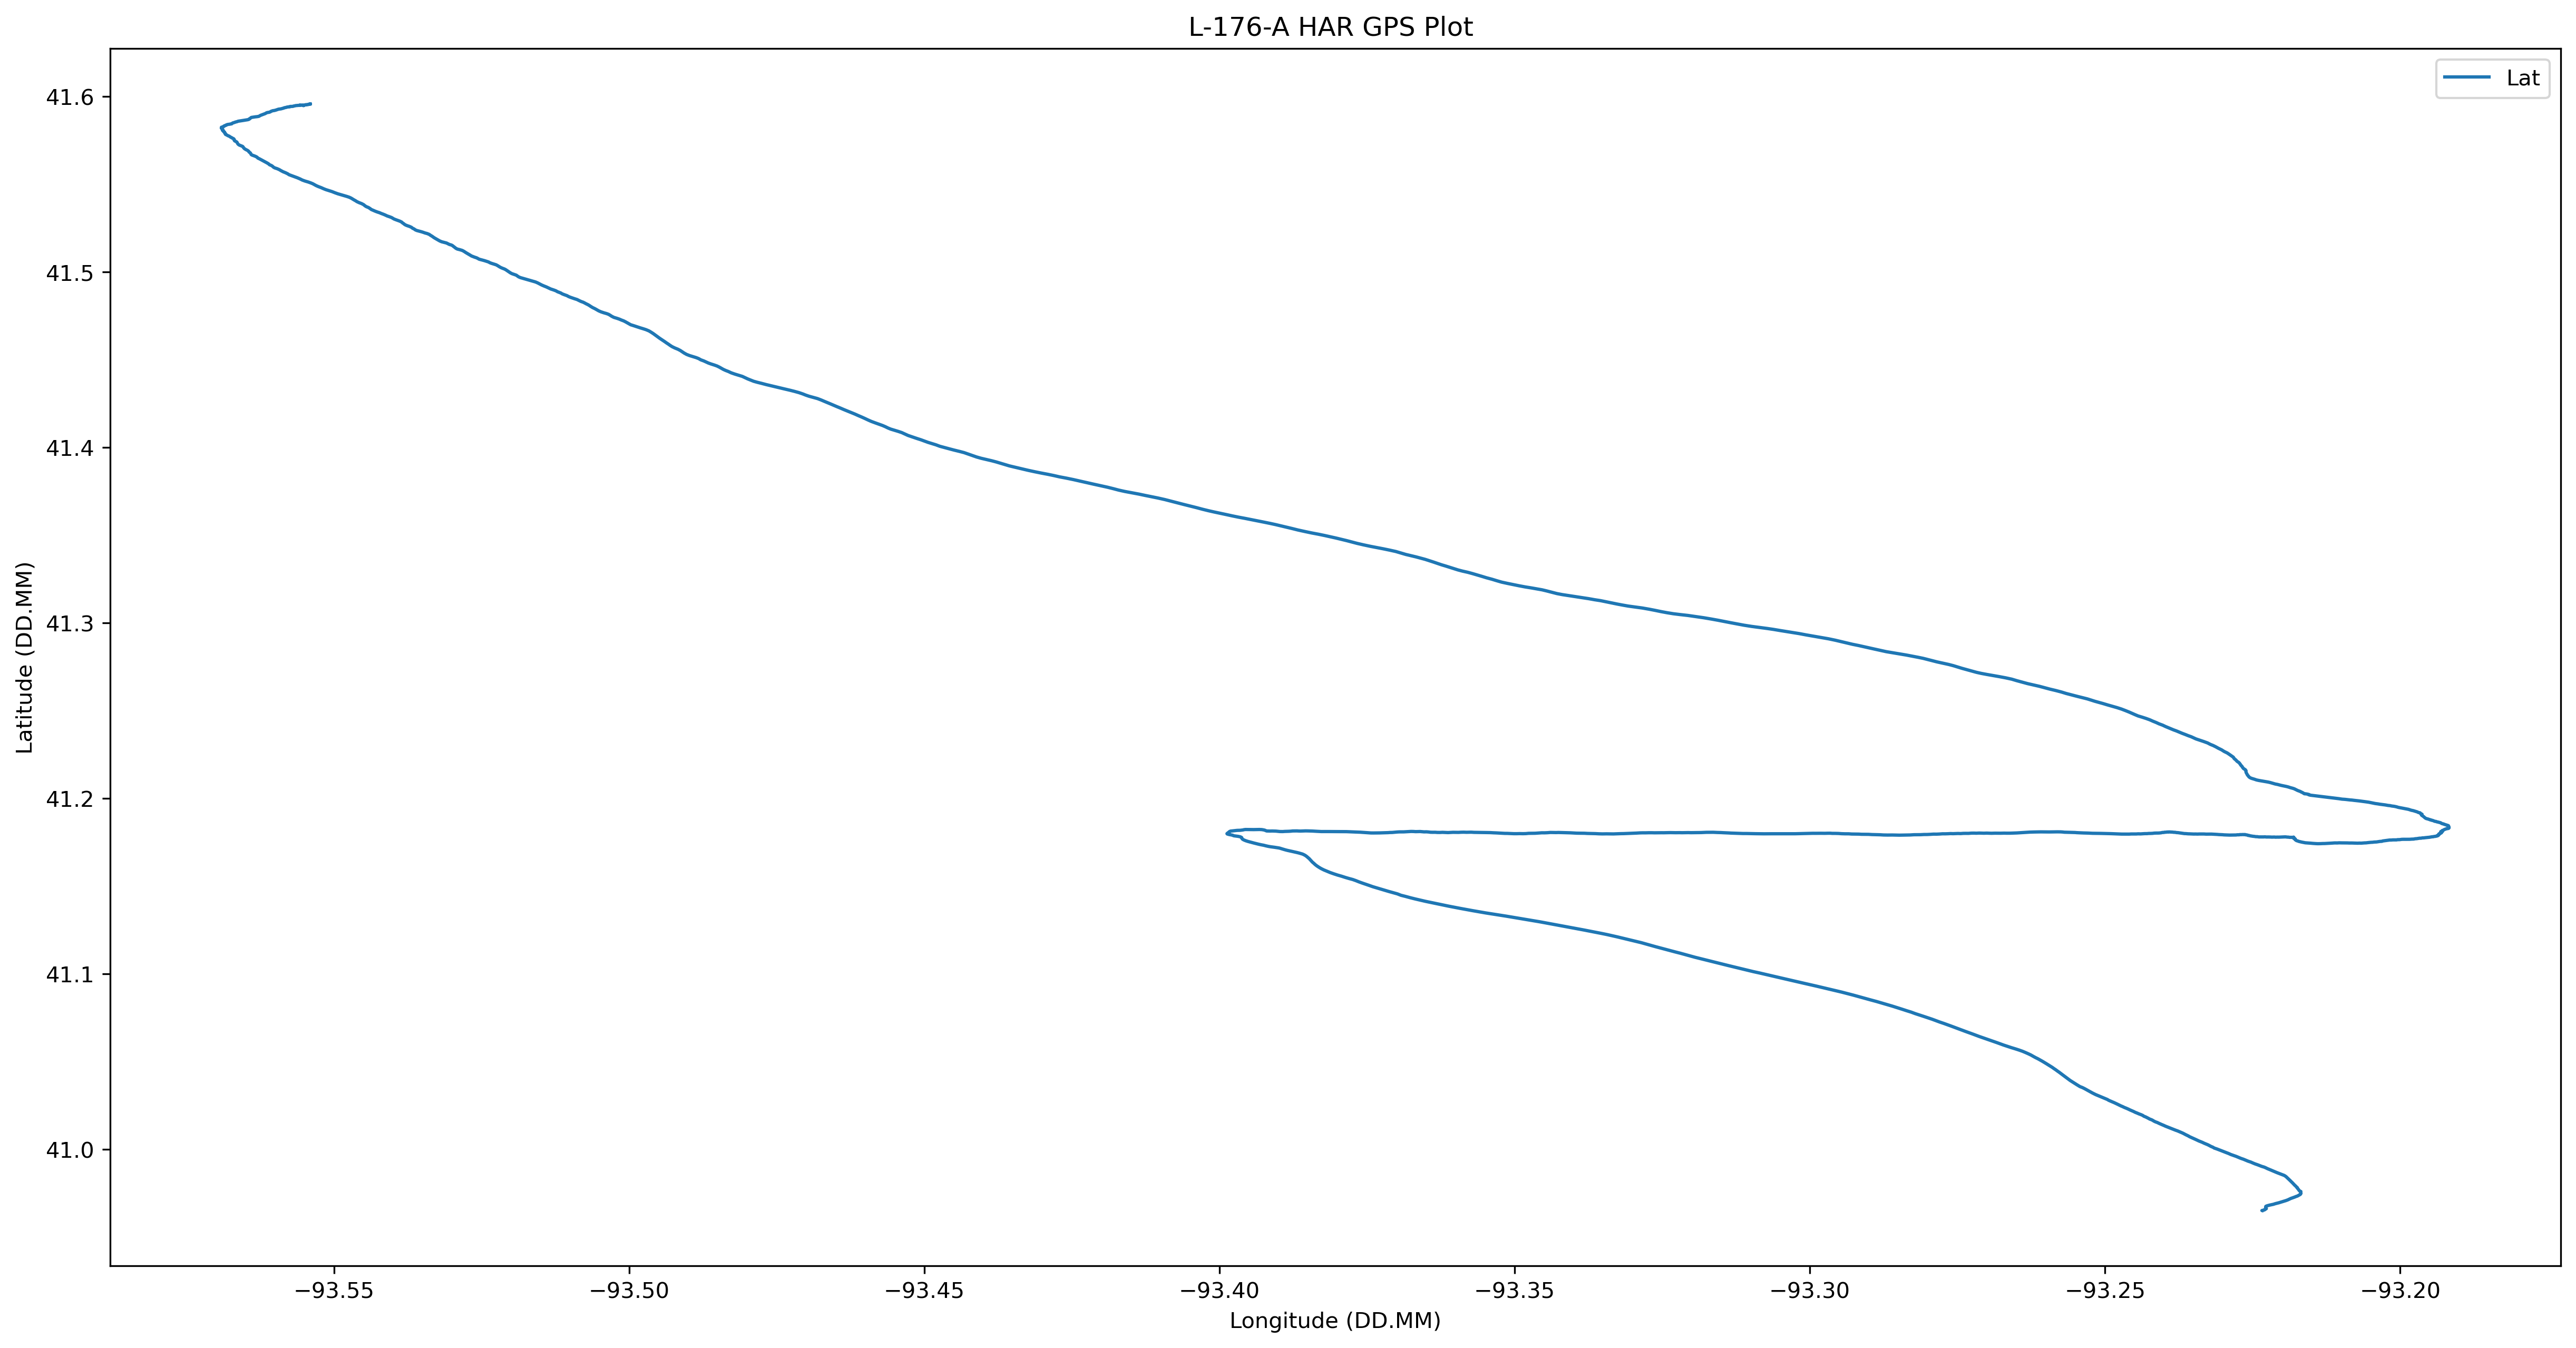 L-176-A HAR GPS Plot
Lat
41.6
41.5
41.4
41.3
41.2
41.1
41.0
Latitude (DD.MM)
−93.55 −93.50 −93.45 −93.40 −93.35 −93.30 −93.25 −93.20
Longitude (DD.MM)